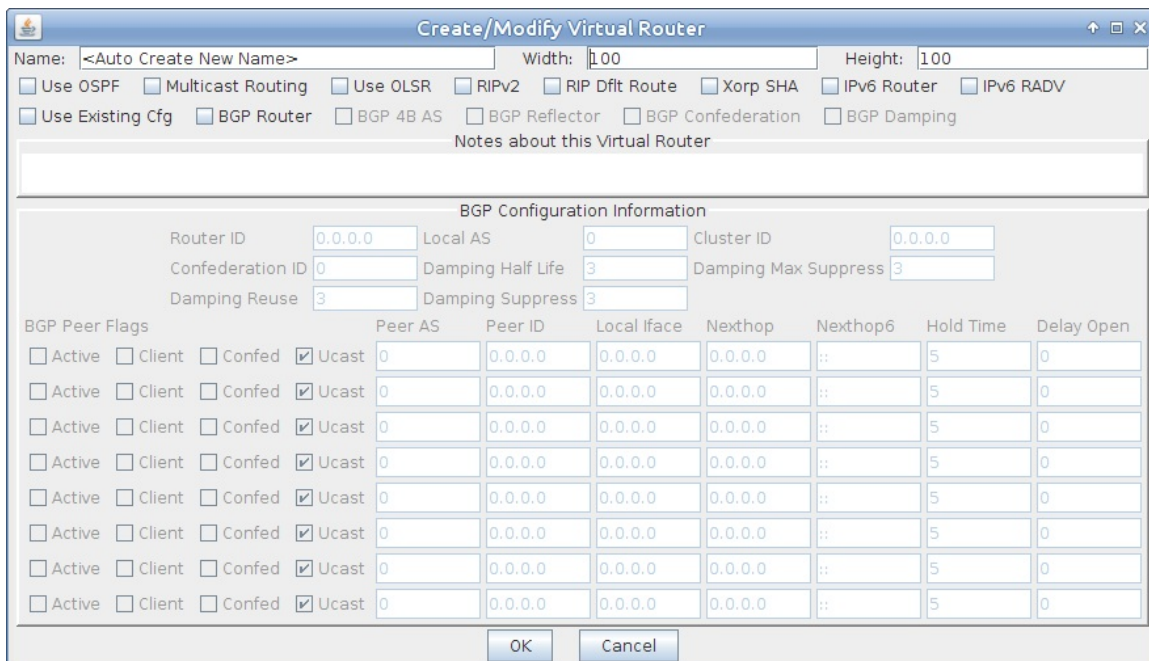 Create/Modify Virtual Router
Name: <Auto Create New Name> Width: 100 Height: 100
Use OSPF Multicast Routing Use OLSR RIPv2 RIP Dflt Route Xorp SHA IPv6 Router IPv6 RADV
Use Existing Cfg BGP Router BGP 4B AS BGP Reflector BGP Confederation BGP Damping
Notes about this Virtual Router
BGP Configuration Information
Router ID 0.0.0.0 Local AS 0 Cluster ID 0.0.0.0
Confederation ID 0 Damping Half Life 3 Damping Max Suppress 3
Damping Reuse 3 Damping Suppress 3
BGP Peer Flags Peer AS Peer ID Local Iface Nexthop Nexthop6 Hold Time Delay Open
Active Client Confed Ucast 0 0.0.0.0 0.0.0.0 0.0.0.0 :: 5 0
Active Client Confed Ucast 0 0.0.0.0 0.0.0.0 0.0.0.0 :: 5 0
Active Client Confed Ucast 0 0.0.0.0 0.0.0.0 0.0.0.0 :: 5 0
Active Client Confed Ucast 0 0.0.0.0 0.0.0.0 0.0.0.0 :: 5 0
Active Client Confed Ucast 0 0.0.0.0 0.0.0.0 0.0.0.0 :: 5 0
Active Client Confed Ucast 0 0.0.0.0 0.0.0.0 0.0.0.0 :: 5 0
Active Client Confed Ucast 0 0.0.0.0 0.0.0.0 0.0.0.0 :: 5 0
Active Client Confed Ucast 0 0.0.0.0 0.0.0.0 0.0.0.0 :: 5 0
OK Cancel